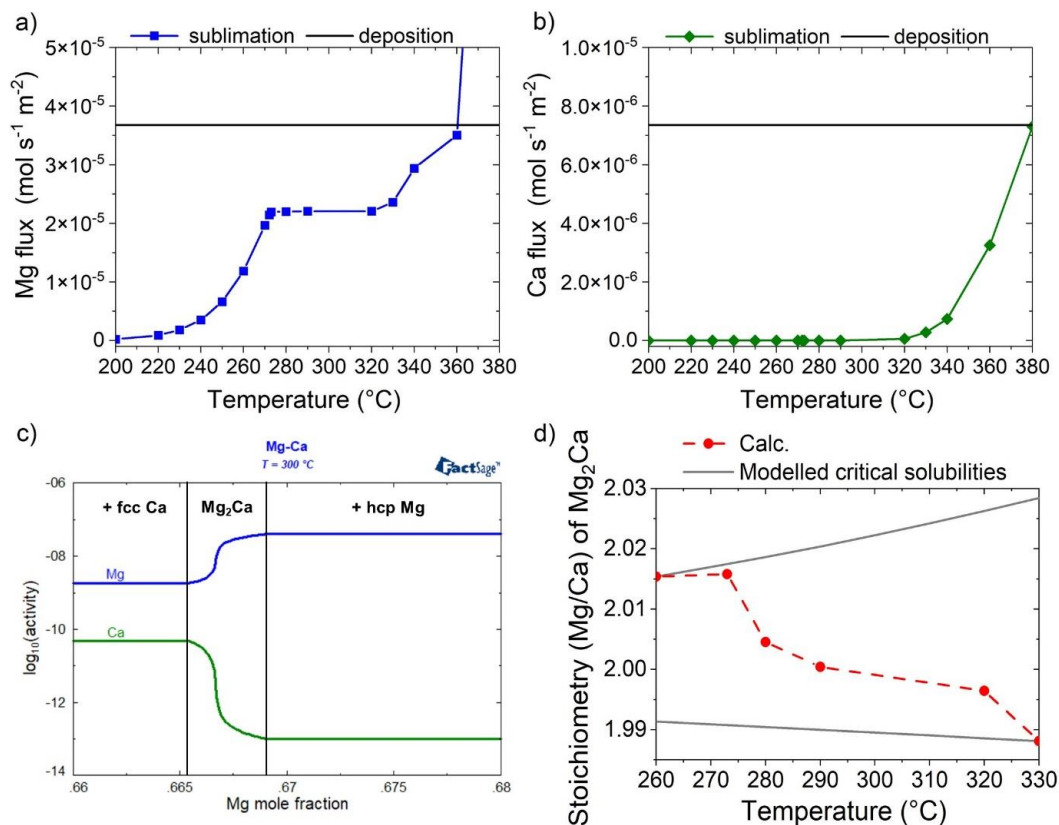 a)
sublimation
deposition
5×10⁻⁵
4×10⁻⁵
3×10⁻⁵
2×10⁻⁵
1×10⁻⁵
0
Mg flux (mol s⁻¹ m⁻²)
200 220 240 260 280 300 320 340 360 380
Temperature (°C)
b)
sublimation
deposition
1.0×10⁻⁵
8.0×10⁻⁶
6.0×10⁻⁶
4.0×10⁻⁶
2.0×10⁻⁶
0.0
Ca flux (mol s⁻¹ m⁻²)
200 220 240 260 280 300 320 340 360 380
Temperature (°C)
c)
Mg-Ca
T = 300 °C
FactSage™
+ fcc Ca
Mg₂Ca
+ hcp Mg
Mg
Ca
-06
-08
-10
-12
-14
log₁₀(activity)
.66 .665 .67 .675 .68
Mg mole fraction
d)
Calc.
Modelled critical solubilities
2.03
2.02
2.01
2.00
1.99
Stoichiometry (Mg/Ca) of Mg₂Ca
260 270 280 290 300 310 320 330
Temperature (°C)